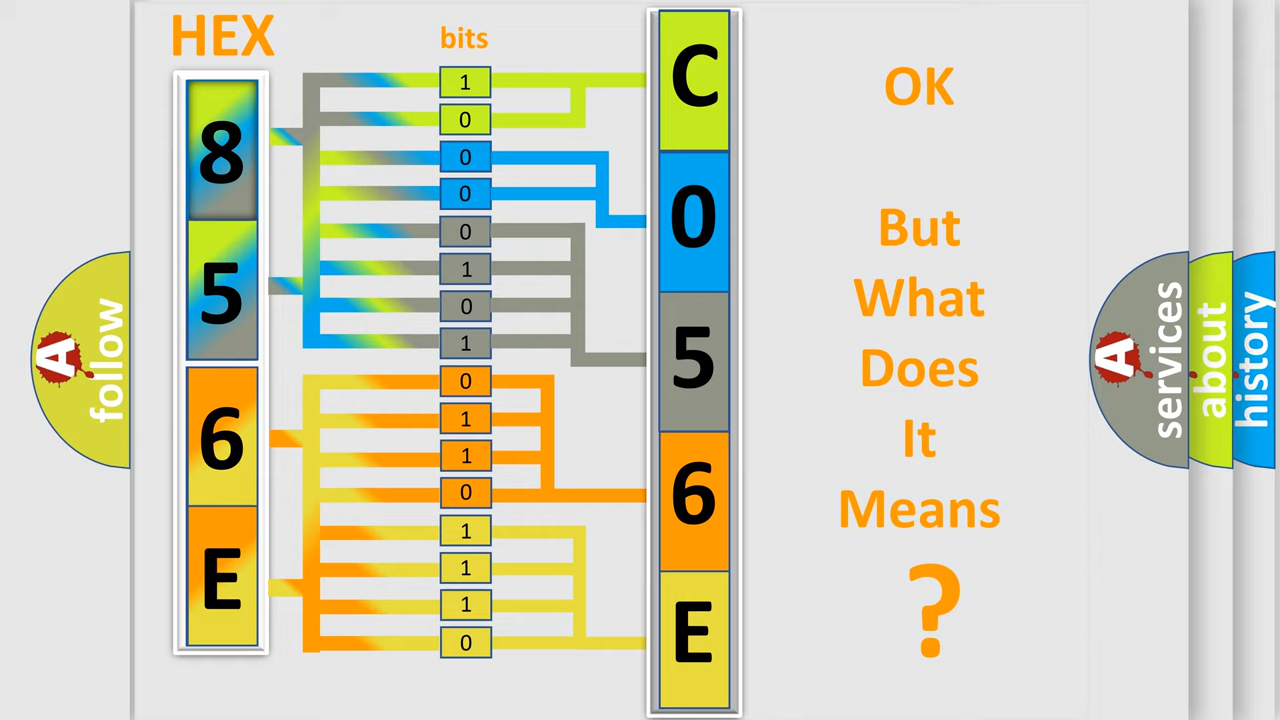 HEX
8
5
6
E
bits
1
0
0
0
0
1
0
1
0
1
1
0
1
1
1
0
C
0
5
6
E
OK
But
What
Does
It
Means
?
A
follow
A
services
about
history